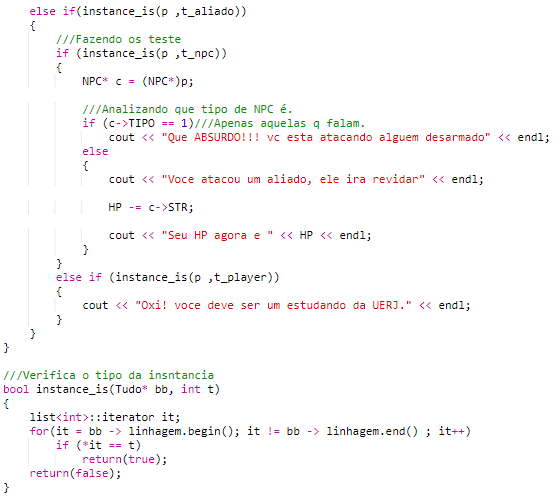 else if(instance_is(p ,t_aliado))
{
///Fazendo os teste
if (instance_is(p ,t_npc))
{
NPC* c = (NPC*)p;
///Analizando que tipo de NPC é.
if (c->TIPO == 1)///Apenas aquelas q falam.
cout << "Que ABSURDO!!! vc esta atacando alguem desarmado" << endl;
else
{
cout << "Voce atacou um aliado, ele ira revidar" << endl;
HP -= c->STR;
cout << "Seu HP agora e " << HP << endl;
}
}
else if (instance_is(p ,t_player))
{
cout << "Oxi! voce deve ser um estudando da UERJ." << endl;
}
}
}
///Verifica o tipo da insntancia
bool instance_is(Tudo* bb, int t)
{
list<int>::iterator it;
for(it = bb -> linhagem.begin(); it != bb -> linhagem.end() ; it++)
if (*it == t)
return(true);
return(false);
}